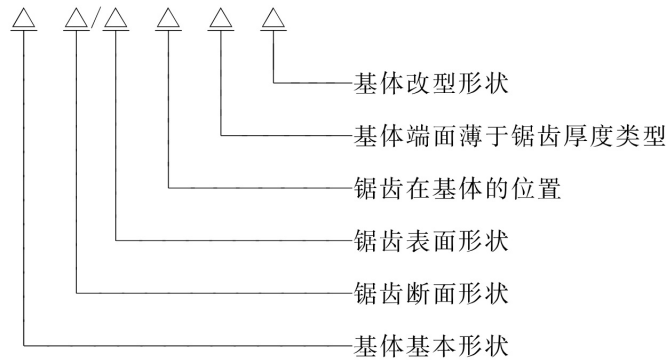 △ △/△ △ △ △
基体改型形状
基体端面薄于锯齿厚度类型
锯齿在基体的位置
锯齿表面形状
锯齿断面形状
基体基本形状